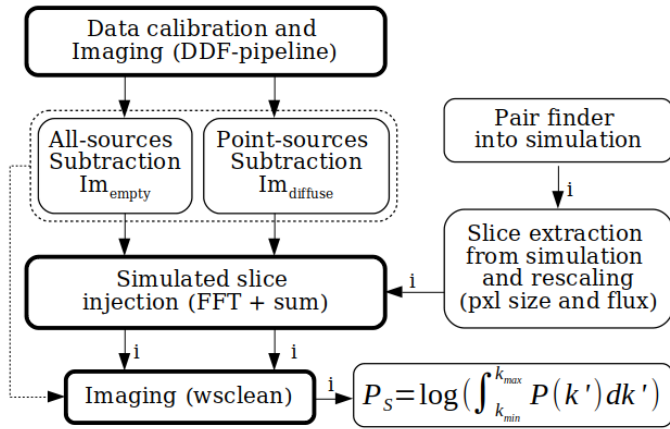 Data calibration and
Imaging (DDF-pipeline)
All-sources
Subtraction
Im_empty
Point-sources
Subtraction
Im_diffuse
Pair finder
into simulation
i
Slice extraction
from simulation
and rescaling
(pxl size and flux)
i
Simulated slice
injection (FFT + sum)
i
i
Imaging (wsclean)
i
P_S=log(∫_{k_min}^{k_max} P(k')dk')